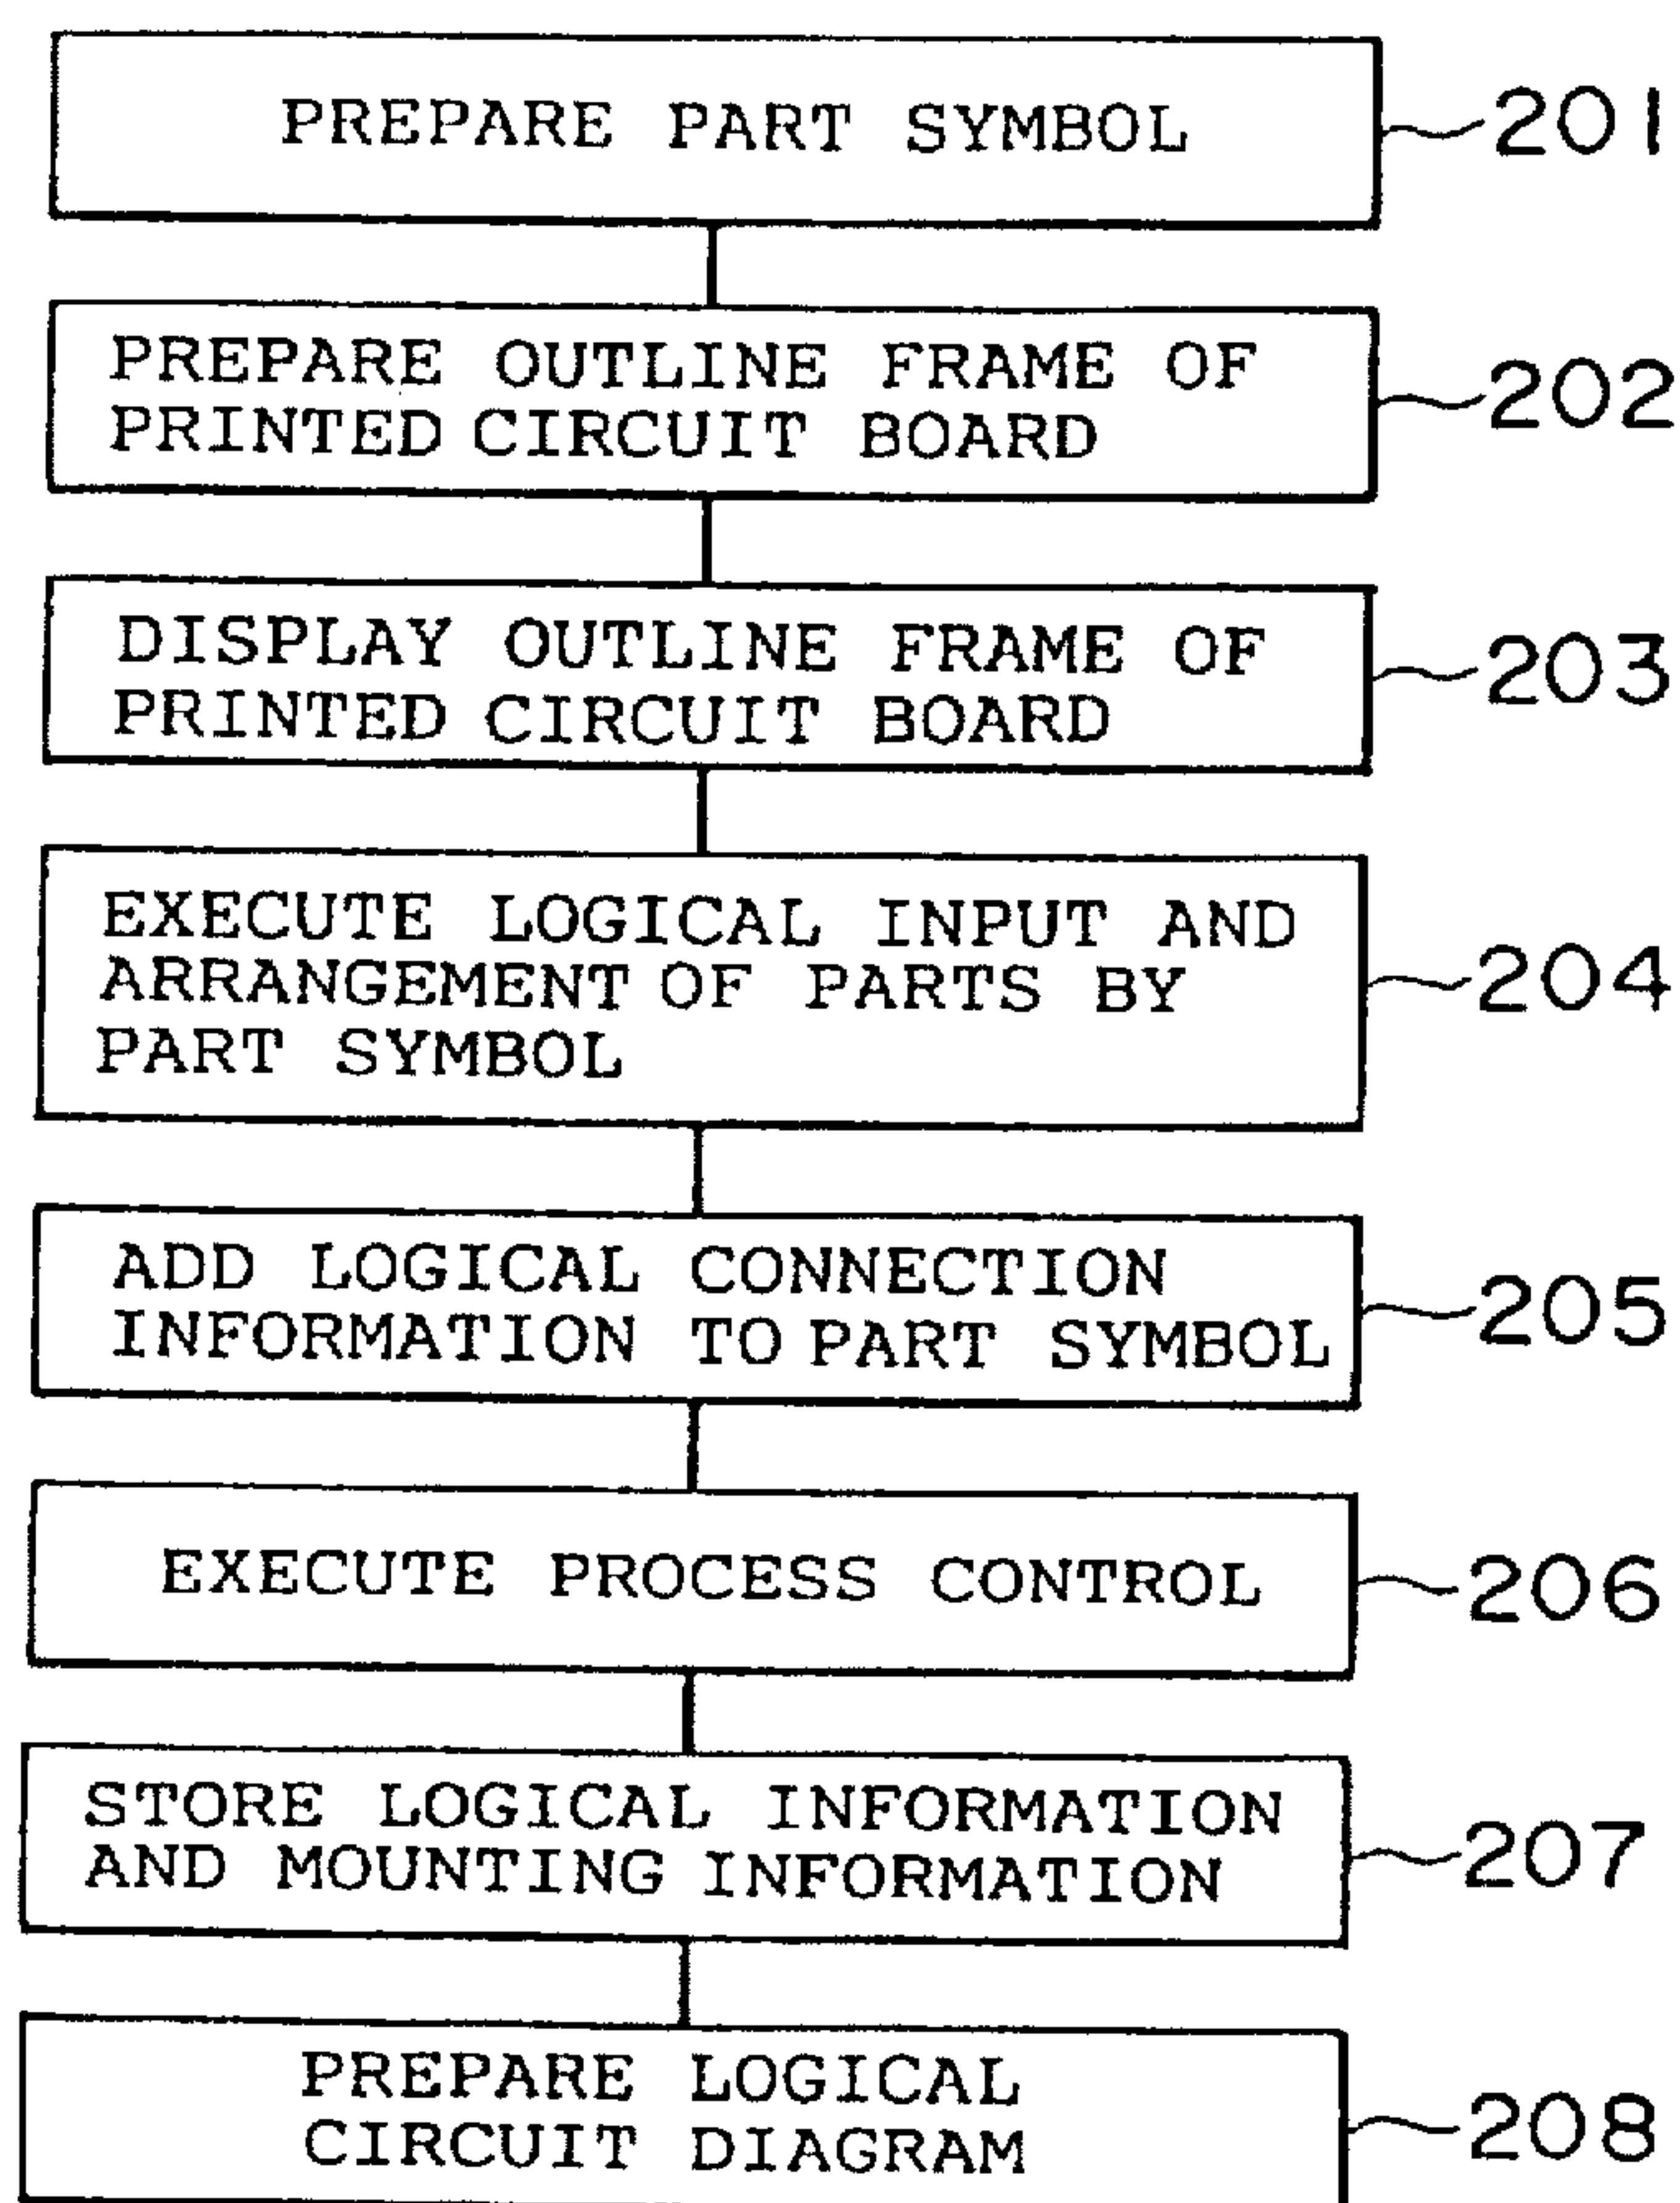 PREPARE PART SYMBOL
201
PREPARE OUTLINE FRAME OF
PRINTED CIRCUIT BOARD
202
DISPLAY OUTLINE FRAME OF
PRINTED CIRCUIT BOARD
203
EXECUTE LOGICAL INPUT AND
ARRANGEMENT OF PARTS BY
PART SYMBOL
204
ADD LOGICAL CONNECTION
INFORMATION TO PART SYMBOL
205
EXECUTE PROCESS CONTROL
206
STORE LOGICAL INFORMATION
AND MOUNTING INFORMATION
207
PREPARE LOGICAL
CIRCUIT DIAGRAM
208